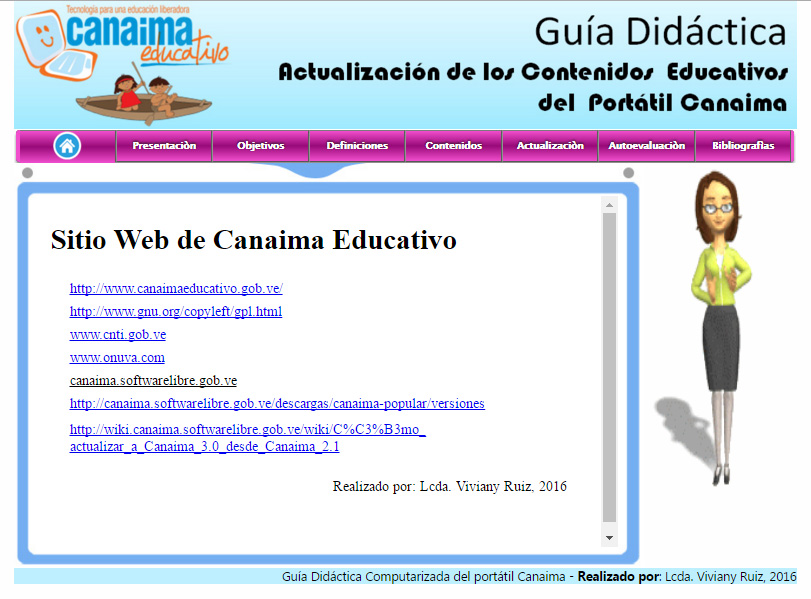 Tecnología para una educación liberadora
canaima
educativo
Guía Didáctica
Actualización de los Contenidos Educativos
del Portátil Canaima
Presentaciòn Objetivos Definiciones Contenidos Actualizaciòn Autoevaluaciòn Bibliografias
Sitio Web de Canaima Educativo
http://www.canaimaeducativo.gob.ve/
http://www.gnu.org/copyleft/gpl.html
www.cnti.gob.ve
www.onuva.com
canaima.softwarelibre.gob.ve
http://canaima.softwarelibre.gob.ve/descargas/canaima-popular/versiones
http://wiki.canaima.softwarelibre.gob.ve/wiki/C%C3%B3mo_
actualizar_a_Canaima_3.0_desde_Canaima_2.1
Realizado por: Lcda. Viviany Ruiz, 2016
Guía Didáctica Computarizada del portátil Canaima - Realizado por: Lcda. Viviany Ruiz, 2016